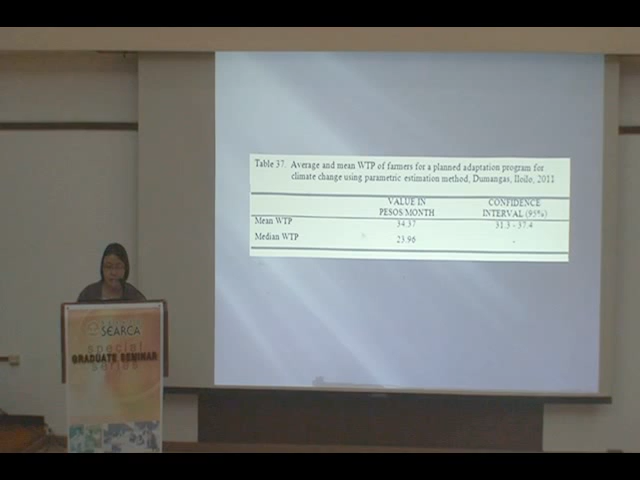 Table 37. Average and mean WTP of farmers for a planned adaptation program for
climate change using parametric estimation method, Dumangas, Iloilo, 2011
VALUE IN
PESOS MONTH
CONFIDENCE
INTERVAL (95%)
Mean WTP 34.37 31.3 - 37.4
Median WTP 23.96 -
SEARCA
special
GRADUATE SEMINAR
series